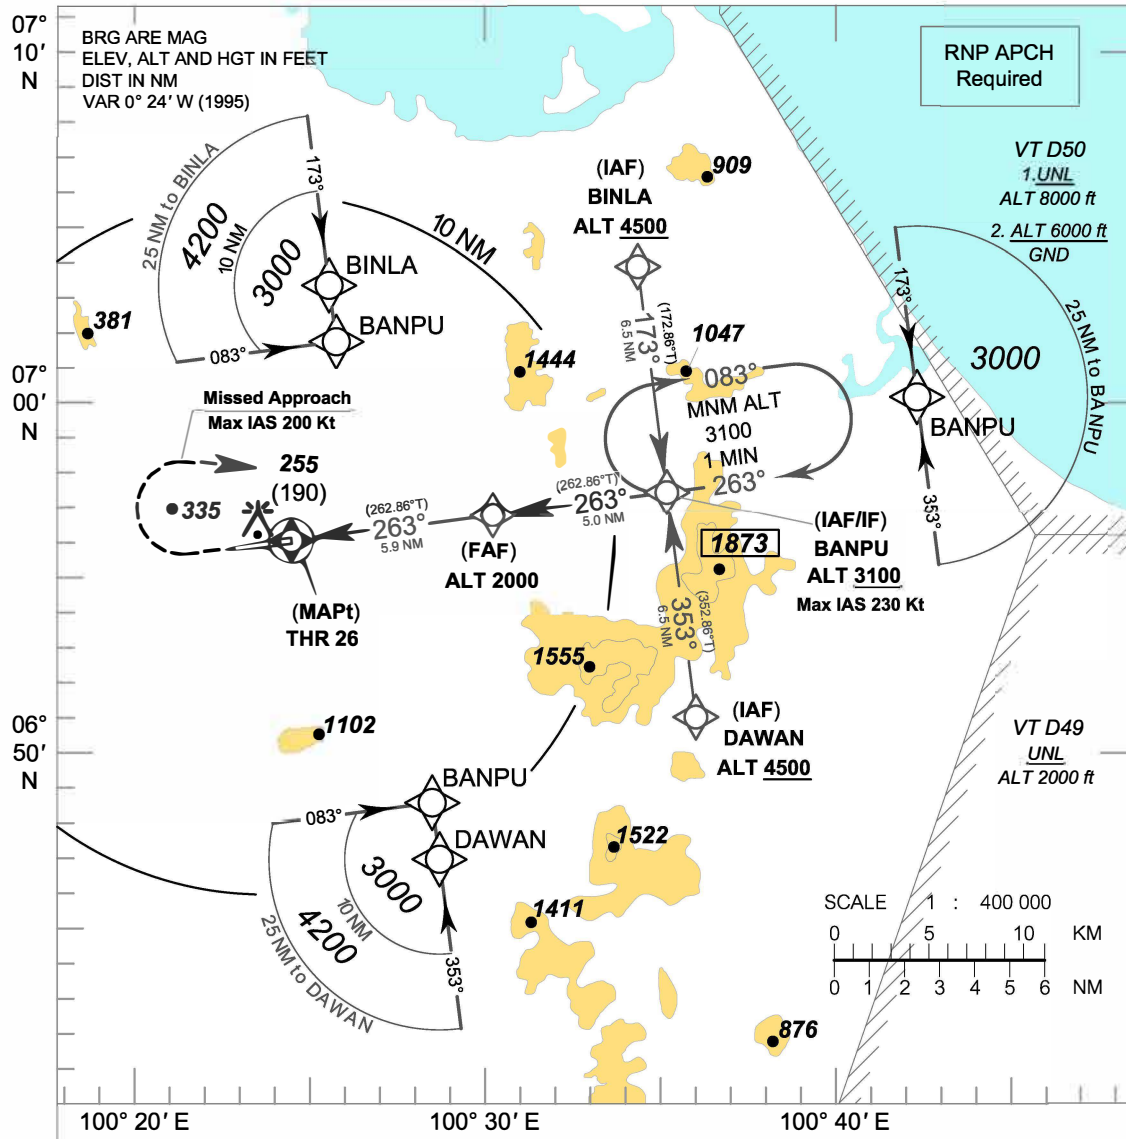 07°
10'
N
BRG ARE MAG
ELEV, ALT AND HGT IN FEET
DIST IN NM
VAR 0° 24' W (1995)
RNP APCH
Required
VT D50
1.UNL
ALT 8000 ft
2. ALT 6000 ft
GND
909
(IAF)
BINLA
ALT 4500
173°
25 NM to BINLA
4200
10 NM
3000
BINLA
BANPU
083°
10 NM
381
1444
173°
(172.86°T)
6.5 NM
1047
083°
MNM ALT
3100
1 MIN
263°
173°
25 NM to BANPU
3000
BANPU
353°
07°
00'
N
Missed Approach
Max IAS 200 Kt
255
(190)
335
(262.86°T)
263°
5.9 NM
(262.86°T)
263°
5.0 NM
(FAF)
ALT 2000
(IAF/IF)
BANPU
ALT 3100
Max IAS 230 Kt
1873
(MAPt)
THR 26
(352.86°T)
353°
6.5 NM
1555
(IAF)
DAWAN
ALT 4500
06°
50'
N
1102
VT D49
UNL
ALT 2000 ft
BANPU
083°
DAWAN
3000
10 NM
4200
25 NM to DAWAN
353°
1522
1411
876
SCALE 1 : 400 000
0 5 10 KM
0 1 2 3 4 5 6 NM
100° 20' E
100° 30' E
100° 40' E